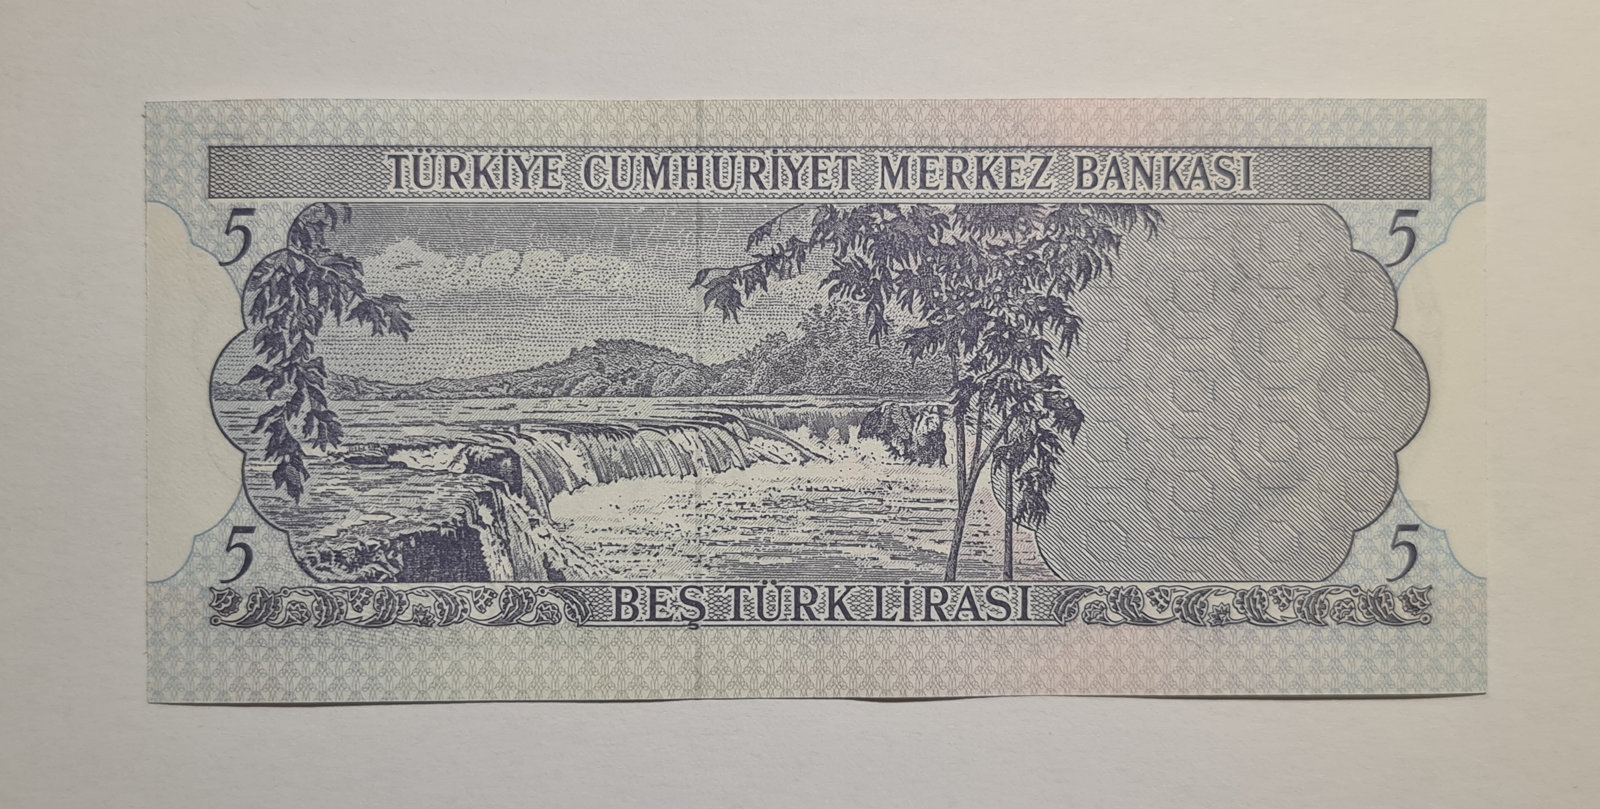 TÜRKİYE CUMHURİYET MERKEZ BANKASI
5 5
5 5
BEŞ TÜRK LİRASI